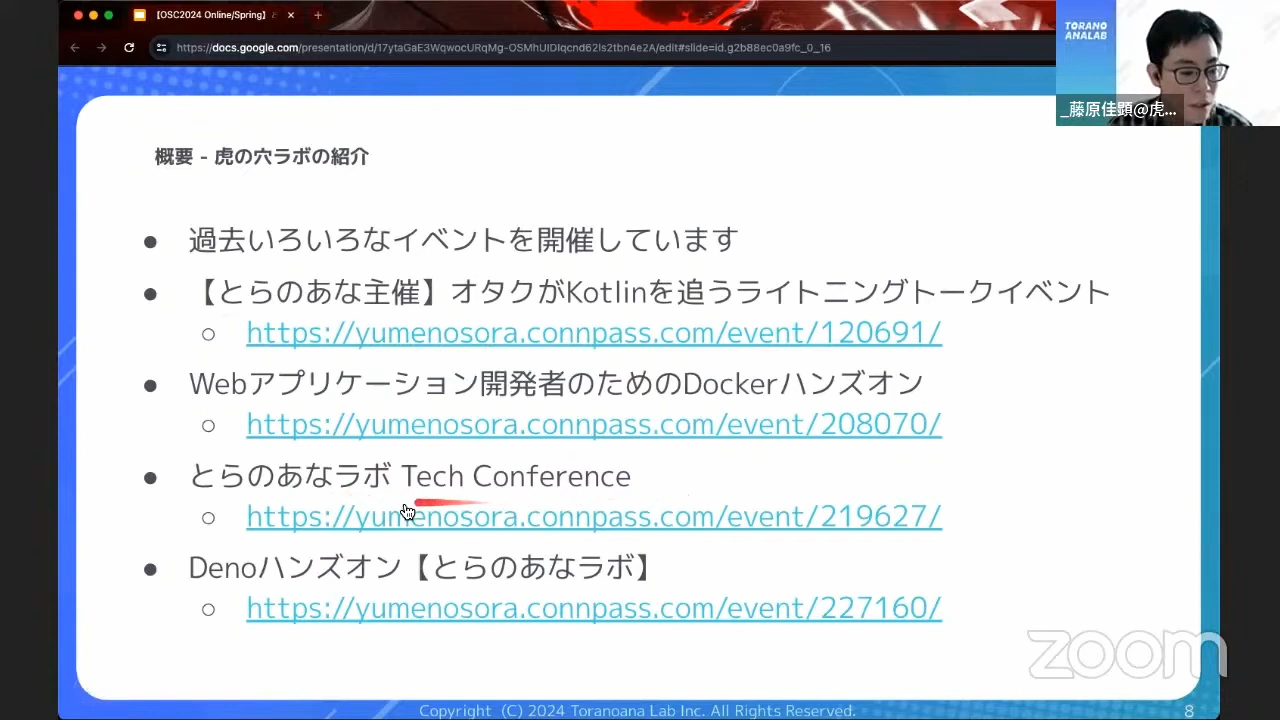 【OSC2024 Online/Spring】
https://docs.google.com/presentation/d/17ytaGaE3WqwocURqMg-OSMhUIDlqcnd62ls2tbn4e2A/edit#slide=id.g2b88ec0a9fc_0_16
TORANO
ANALAB
_藤原佳顕@虎...
概要 - 虎の穴ラボの紹介
● 過去いろいろなイベントを開催しています
● 【とらのあな主催】オタクがKotlinを追うライトニングトークイベント
○ https://yumenosora.connpass.com/event/120691/
● Webアプリケーション開発者のためのDockerハンズオン
○ https://yumenosora.connpass.com/event/208070/
● とらのあなラボ Tech Conference
○ https://yumenosora.connpass.com/event/219627/
● Denoハンズオン【とらのあなラボ】
○ https://yumenosora.connpass.com/event/227160/
zoom
Copyright (C) 2024 Toranoana Lab Inc. All Rights Reserved.
8